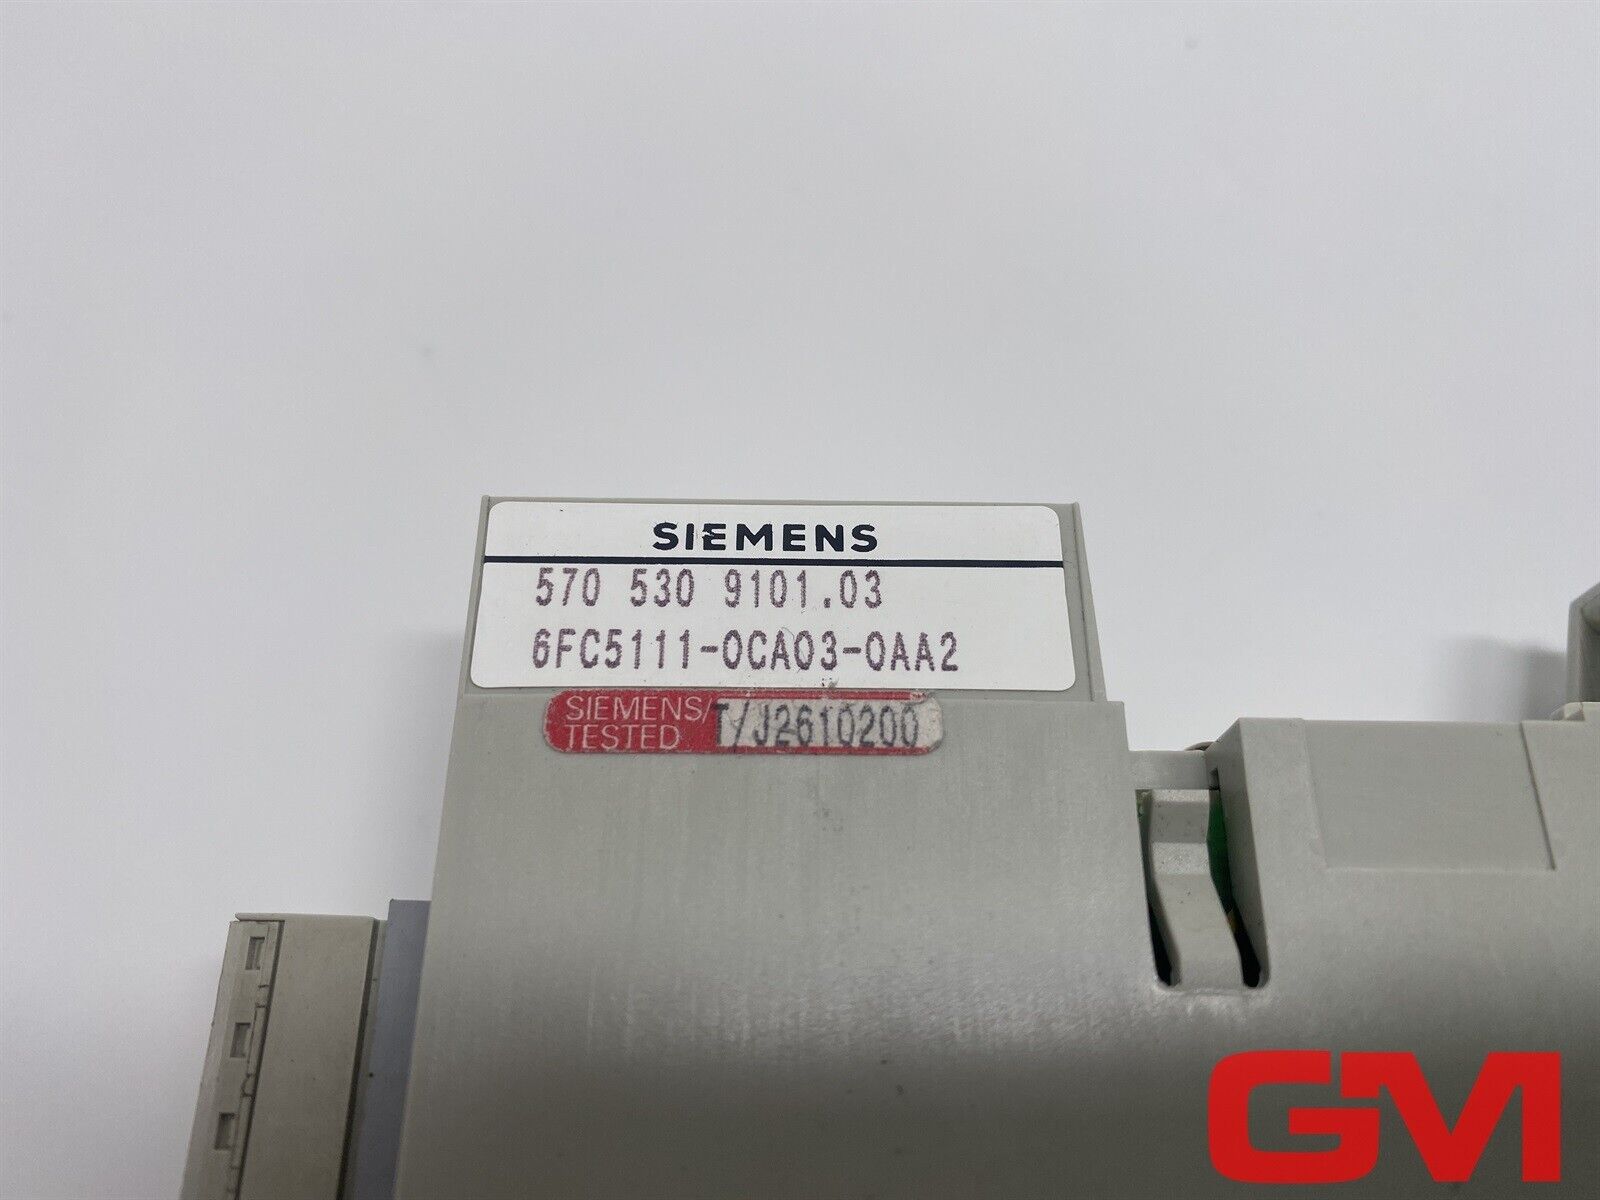 SIEMENS
570 530 9101.03
6FC5111-0CA03-0AA2
SIEMENS/
TESTED
T/J2610200
GM